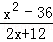 x² − 36
2x+12